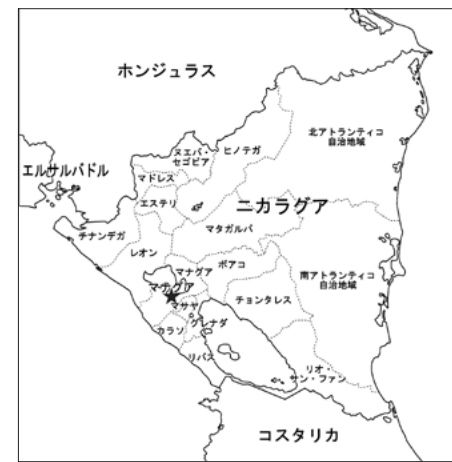 ホンジュラス
北アトランティコ
自治地域
ヌエバ・
セゴビア
ヒノテガ
エルサルバドル
マドレス
エステリ
ニカラグア
チナンデガ
マタガルパ
レオン
ボアコ
マナグア
マナグア
南アトランティコ
自治地域
チョンタレス
マサヤ
グレナダ
カラソ
リバス
リオ・
サン・ファン
コスタリカ